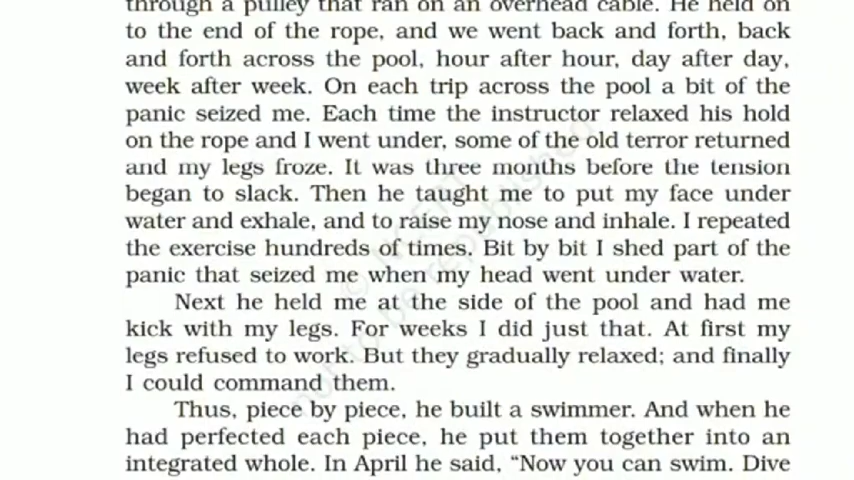 through a pulley that ran on an overhead cable. He held on
to the end of the rope, and we went back and forth, back
and forth across the pool, hour after hour, day after day,
week after week. On each trip across the pool a bit of the
panic seized me. Each time the instructor relaxed his hold
on the rope and I went under, some of the old terror returned
and my legs froze. It was three months before the tension
began to slack. Then he taught me to put my face under
water and exhale, and to raise my nose and inhale. I repeated
the exercise hundreds of times. Bit by bit I shed part of the
panic that seized me when my head went under water.
Next he held me at the side of the pool and had me
kick with my legs. For weeks I did just that. At first my
legs refused to work. But they gradually relaxed; and finally
I could command them.
Thus, piece by piece, he built a swimmer. And when he
had perfected each piece, he put them together into an
integrated whole. In April he said, “Now you can swim. Dive
© NCERT
not to be republished